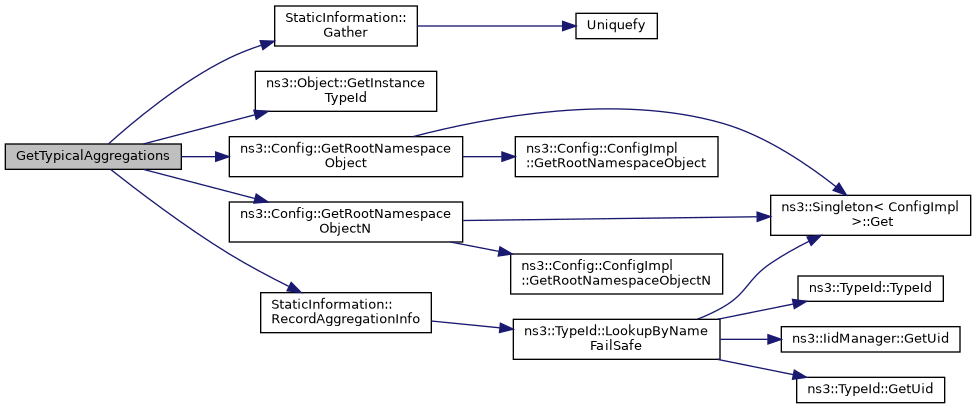 StaticInformation::
Gather
Uniquefy
ns3::Object::GetInstance
TypeId
GetTypicalAggregations
ns3::Config::GetRootNamespace
Object
ns3::Config::ConfigImpl
::GetRootNamespaceObject
ns3::Config::GetRootNamespace
ObjectN
ns3::Singleton< ConfigImpl
>::Get
ns3::Config::ConfigImpl
::GetRootNamespaceObjectN
StaticInformation::
RecordAggregationInfo
ns3::TypeId::LookupByName
FailSafe
ns3::TypeId::TypeId
ns3::IidManager::GetUid
ns3::TypeId::GetUid